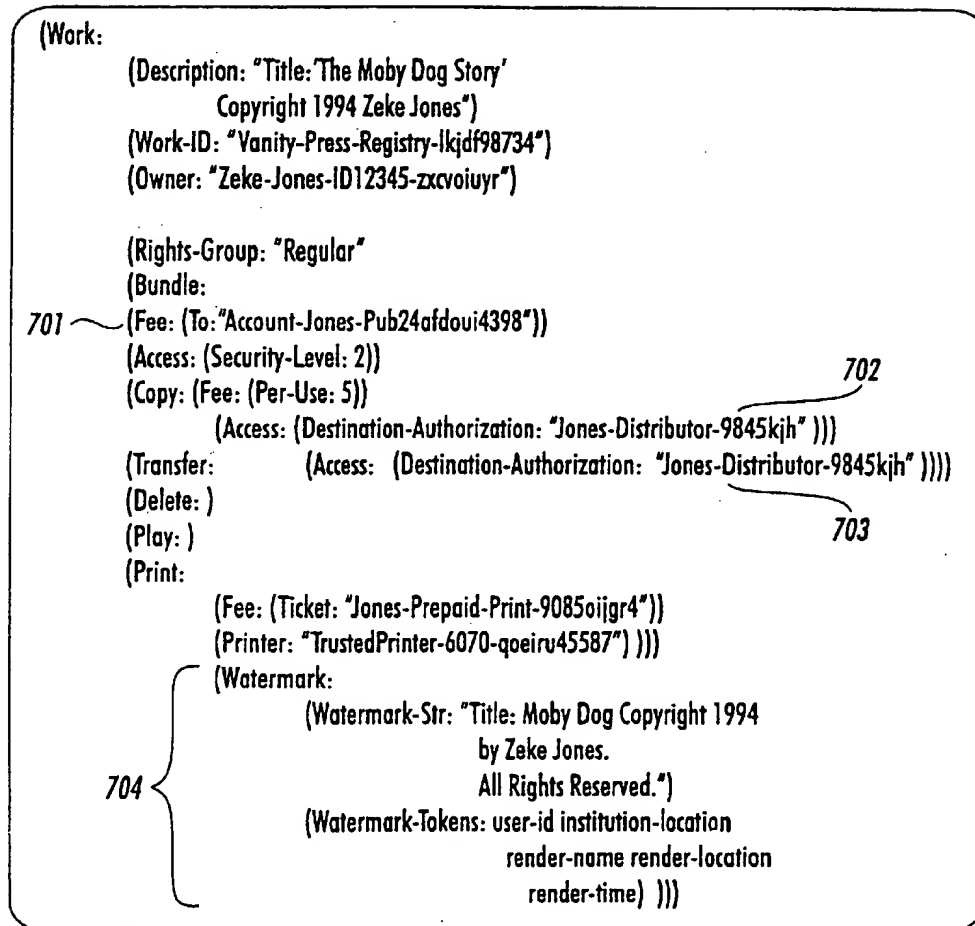 (Work:
(Description: "Title:'The Moby Dog Story'
Copyright 1994 Zeke Jones")
(Work-ID: "Vanity-Press-Registry-lkjdf98734")
(Owner: "Zeke-Jones-ID12345-zxcvoiuyr")
(Rights-Group: "Regular"
(Bundle:
701 (Fee: (To:"Account-Jones-Pub24afdoui4398"))
(Access: (Security-Level: 2))
(Copy: (Fee: (Per-Use: 5))
702
(Access: (Destination-Authorization: "Jones-Distributor-9845kjh" )))
(Transfer: (Access: (Destination-Authorization: "Jones-Distributor-9845kjh" ))))
(Delete: )
703
(Play: )
(Print:
(Fee: (Ticket: "Jones-Prepaid-Print-9085oijgr4"))
(Printer: "TrustedPrinter-6070-qoeiru45587") )))
(Watermark:
(Watermark-Str: "Title: Moby Dog Copyright 1994
by Zeke Jones.
704 All Rights Reserved.")
(Watermark-Tokens: user-id institution-location
render-name render-location
render-time) )))